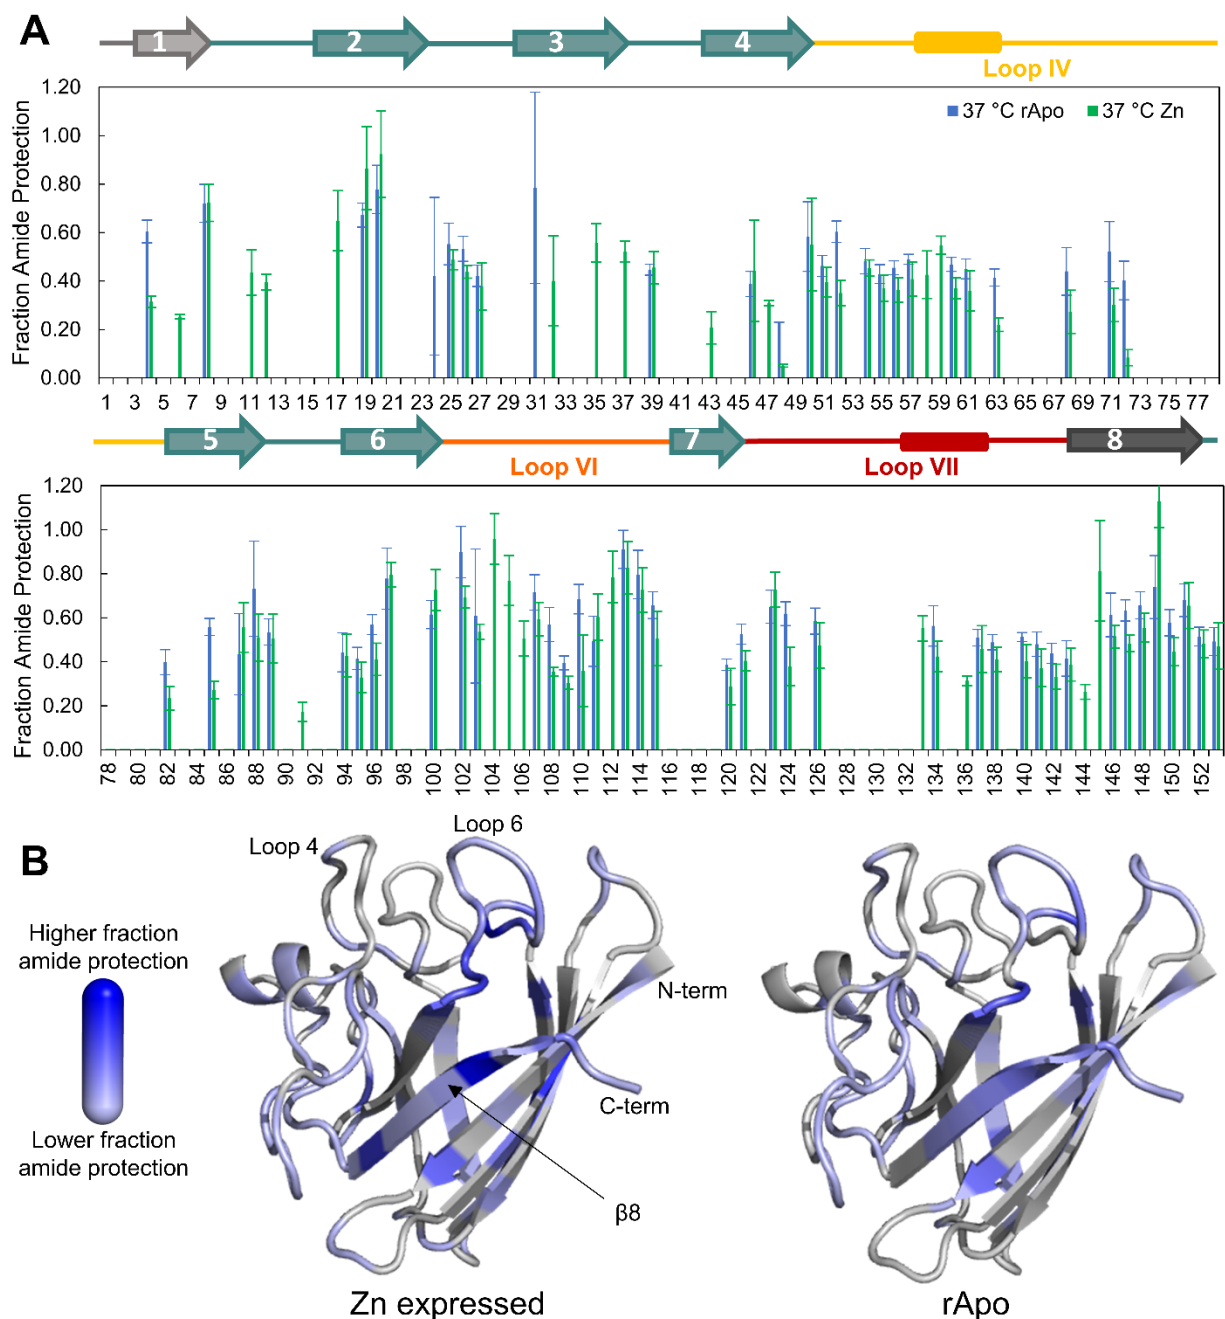 A
1 2 3 4
Loop IV
Fraction Amide Protection
1.20
1.00
0.80
0.60
0.40
0.20
0.00
37 °C rApo 37 °C Zn
1 3 5 7 9 11 13 15 17 19 21 23 25 27 29 31 33 35 37 39 41 43 45 47 49 51 53 55 57 59 61 63 65 67 69 71 73 75 77
5 6 7 8
Loop VI Loop VII
Fraction Amide Protection
1.20
1.00
0.80
0.60
0.40
0.20
0.00
78 80 82 84 86 88 90 92 94 96 98 100 102 104 106 108 110 112 114 116 118 120 122 124 126 128 130 132 134 136 138 140 142 144 146 148 150 152
B
Loop 4 Loop 6
Higher fraction
amide protection
Lower fraction
amide protection
N-term
C-term
β8
Zn expressed rApo